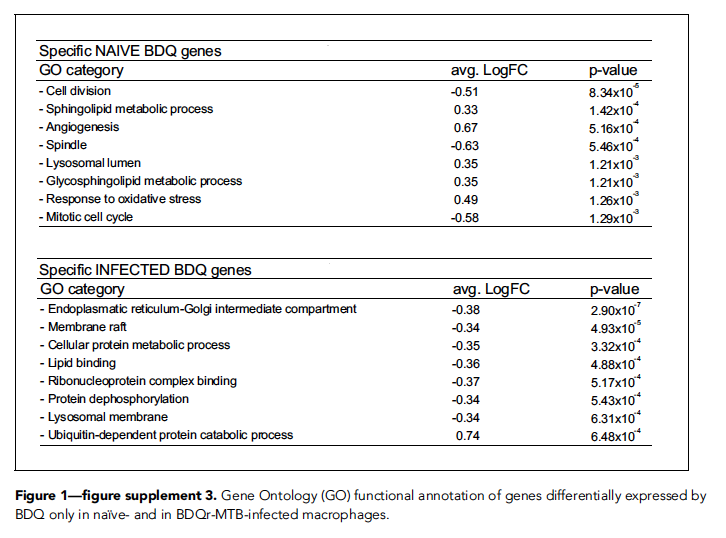 Specific NAIVE BDQ genes
GO category avg. LogFC p-value
- Cell division -0.51 8.34x10⁻⁵
- Sphingolipid metabolic process 0.33 1.42x10⁻⁴
- Angiogenesis 0.67 5.16x10⁻⁴
- Spindle -0.63 5.46x10⁻⁴
- Lysosomal lumen 0.35 1.21x10⁻³
- Glycosphingolipid metabolic process 0.35 1.21x10⁻³
- Response to oxidative stress 0.49 1.26x10⁻³
- Mitotic cell cycle -0.58 1.29x10⁻³
Specific INFECTED BDQ genes
GO category avg. LogFC p-value
- Endoplasmatic reticulum-Golgi intermediate compartment -0.38 2.90x10⁻⁷
- Membrane raft -0.34 4.93x10⁻⁵
- Cellular protein metabolic process -0.35 3.32x10⁻⁴
- Lipid binding -0.36 4.88x10⁻⁴
- Ribonucleoprotein complex binding -0.37 5.17x10⁻⁴
- Protein dephosphorylation -0.34 5.43x10⁻⁴
- Lysosomal membrane -0.34 6.31x10⁻⁴
- Ubiquitin-dependent protein catabolic process 0.74 6.48x10⁻⁴
Figure 1—figure supplement 3. Gene Ontology (GO) functional annotation of genes differentially expressed by
BDQ only in naïve- and in BDQr-MTB-infected macrophages.